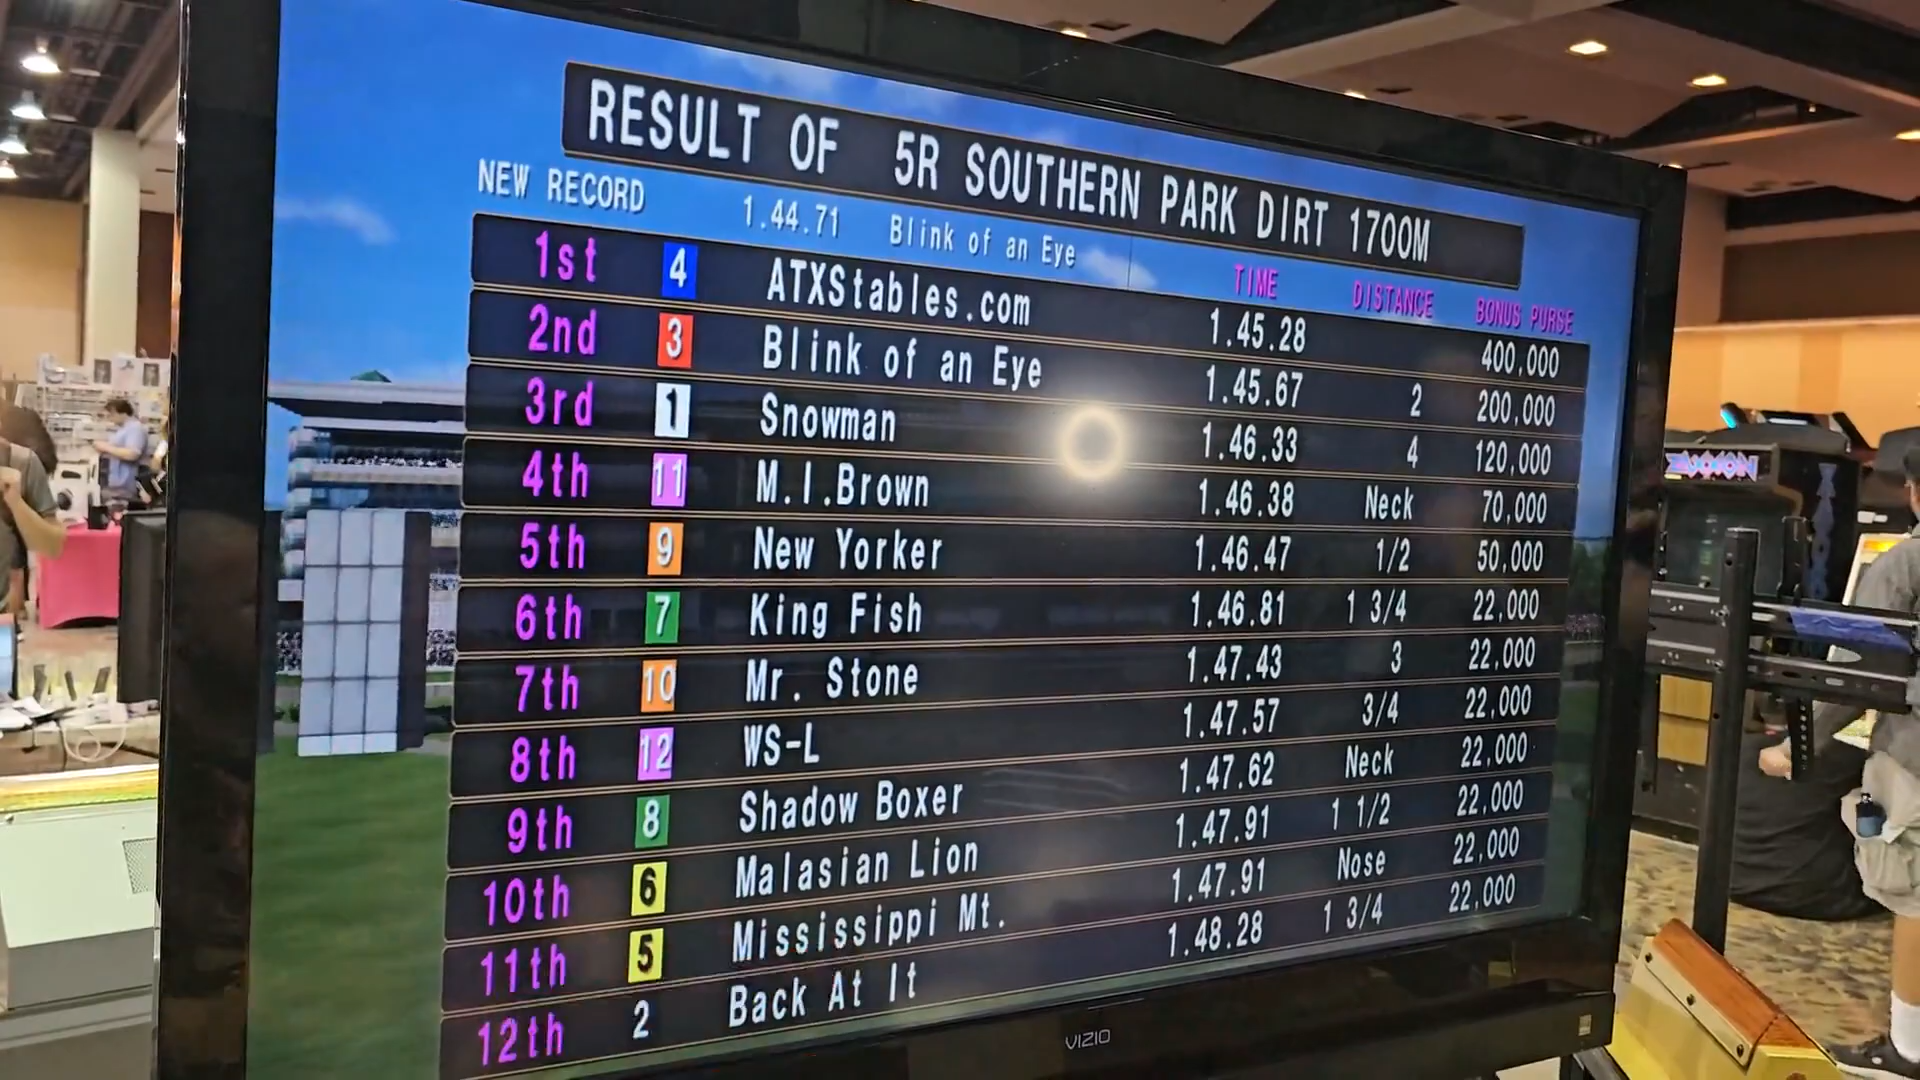 RESULT OF 5R SOUTHERN PARK DIRT 1700M
NEW RECORD 1.44.71 Blink of an Eye
TIME DISTANCE BONUS PURSE
1st 4 ATXStables.com 1.45.28 400,000
2nd 3 Blink of an Eye 1.45.67 2 200,000
3rd 1 Snowman 1.46.33 4 120,000
4th 11 M.I.Brown 1.46.38 Neck 70,000
5th 9 New Yorker 1.46.47 1/2 50,000
6th 7 King Fish 1.46.81 1 3/4 22,000
7th 10 Mr. Stone 1.47.43 3 22,000
8th 12 WS-L 1.47.57 3/4 22,000
9th 8 Shadow Boxer 1.47.62 Neck 22,000
10th 6 Malasian Lion 1.47.91 1 1/2 22,000
11th 5 Mississippi Mt. 1.47.91 Nose 22,000
12th 2 Back At It 1.48.28 1 3/4 22,000
VIZIO
ZAXXON